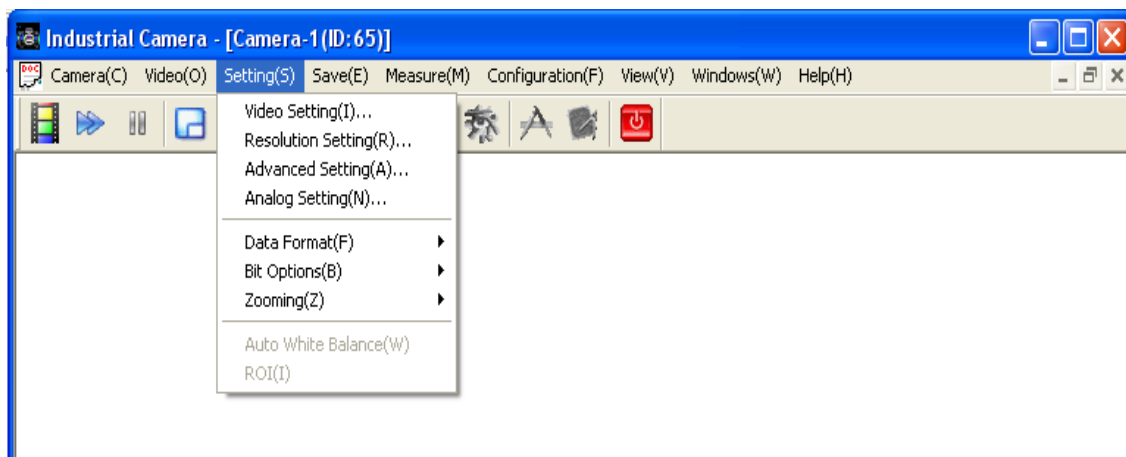 Industrial Camera - [Camera-1(ID:65)]
DOC Camera(C) Video(O) Setting(S) Save(E) Measure(M) Configuration(F) View(V) Windows(W) Help(H)
Video Setting(I)...
Resolution Setting(R)...
Advanced Setting(A)...
Analog Setting(N)...
Data Format(F)
Bit Options(B)
Zooming(Z)
Auto White Balance(W)
ROI(I)